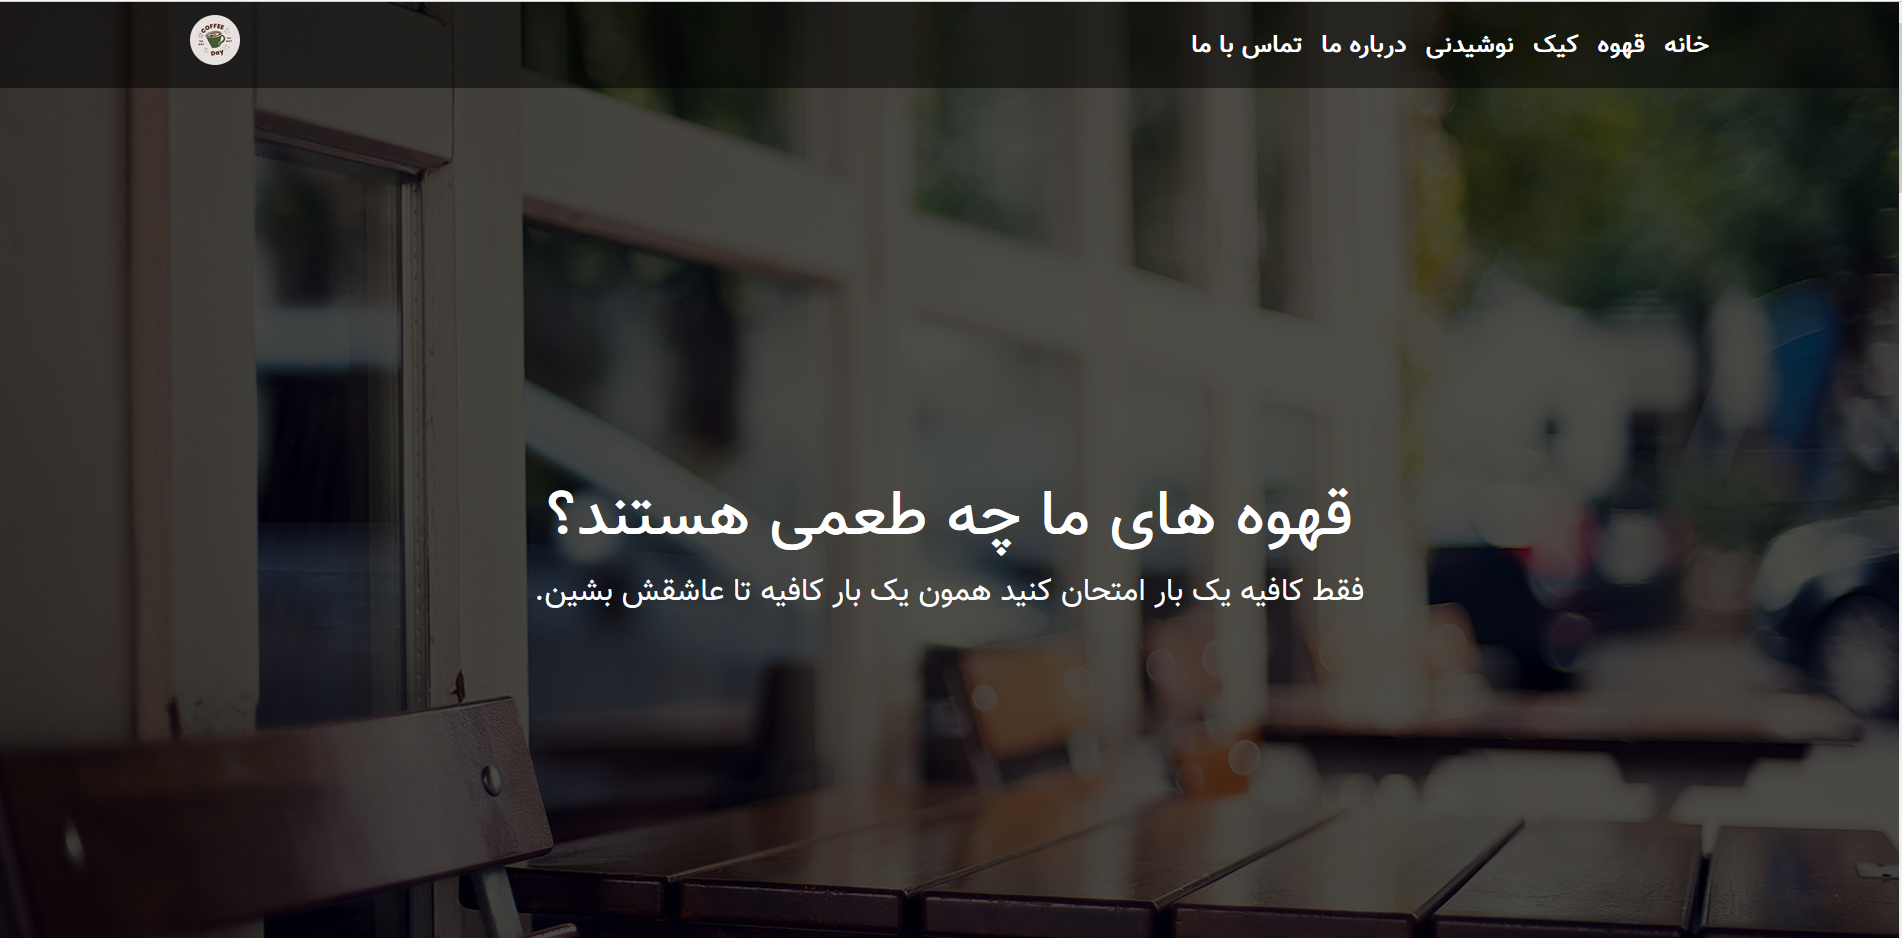 خانه قهوه کیک نوشیدنی درباره ما تماس با ما
COFFEE
Day
قهوه های ما چه طعمی هستند؟
فقط کافیه یک بار امتحان کنید همون یک بار کافیه تا عاشقش بشین.